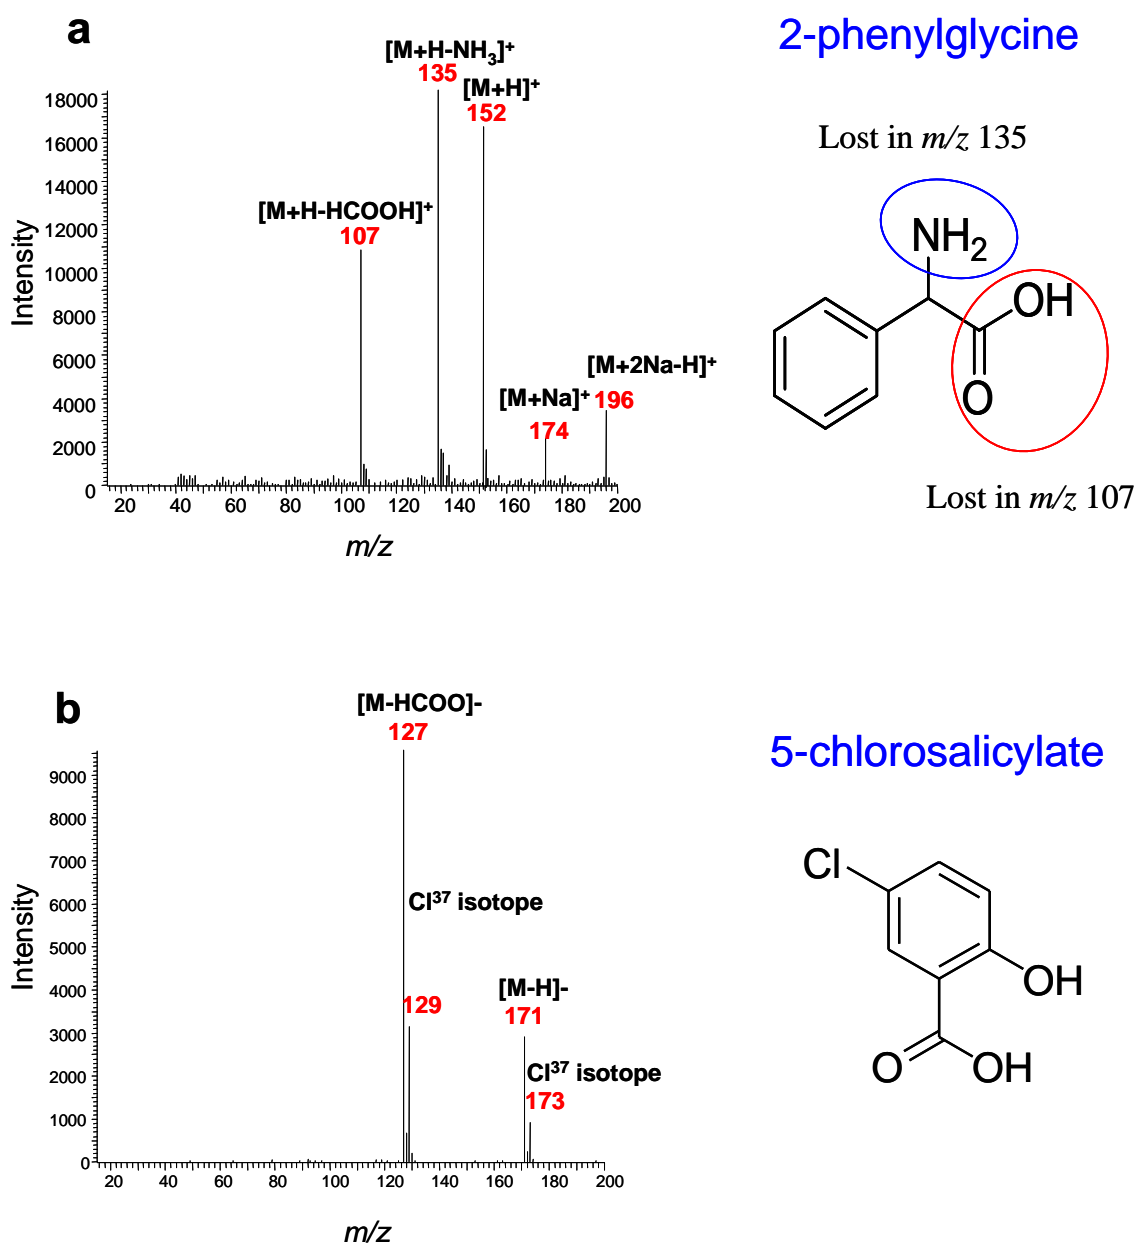 a
2-phenylglycine
[M+H-NH₃]⁺
135
[M+H]⁺
152
[M+H-HCOOH]⁺
107
[M+2Na-H]⁺
196
[M+Na]⁺
174
Intensity
18000
16000
14000
12000
10000
8000
6000
4000
2000
0
20 40 60 80 100 120 140 160 180 200
m/z
Lost in m/z 135
NH₂
OH
O
Lost in m/z 107
b
5-chlorosalicylate
[M-HCOO]-
127
Cl³⁷ isotope
129
[M-H]-
171
Cl³⁷ isotope
173
Intensity
9000
8000
7000
6000
5000
4000
3000
2000
1000
0
20 40 60 80 100 120 140 160 180 200
m/z
Cl
OH
O
OH